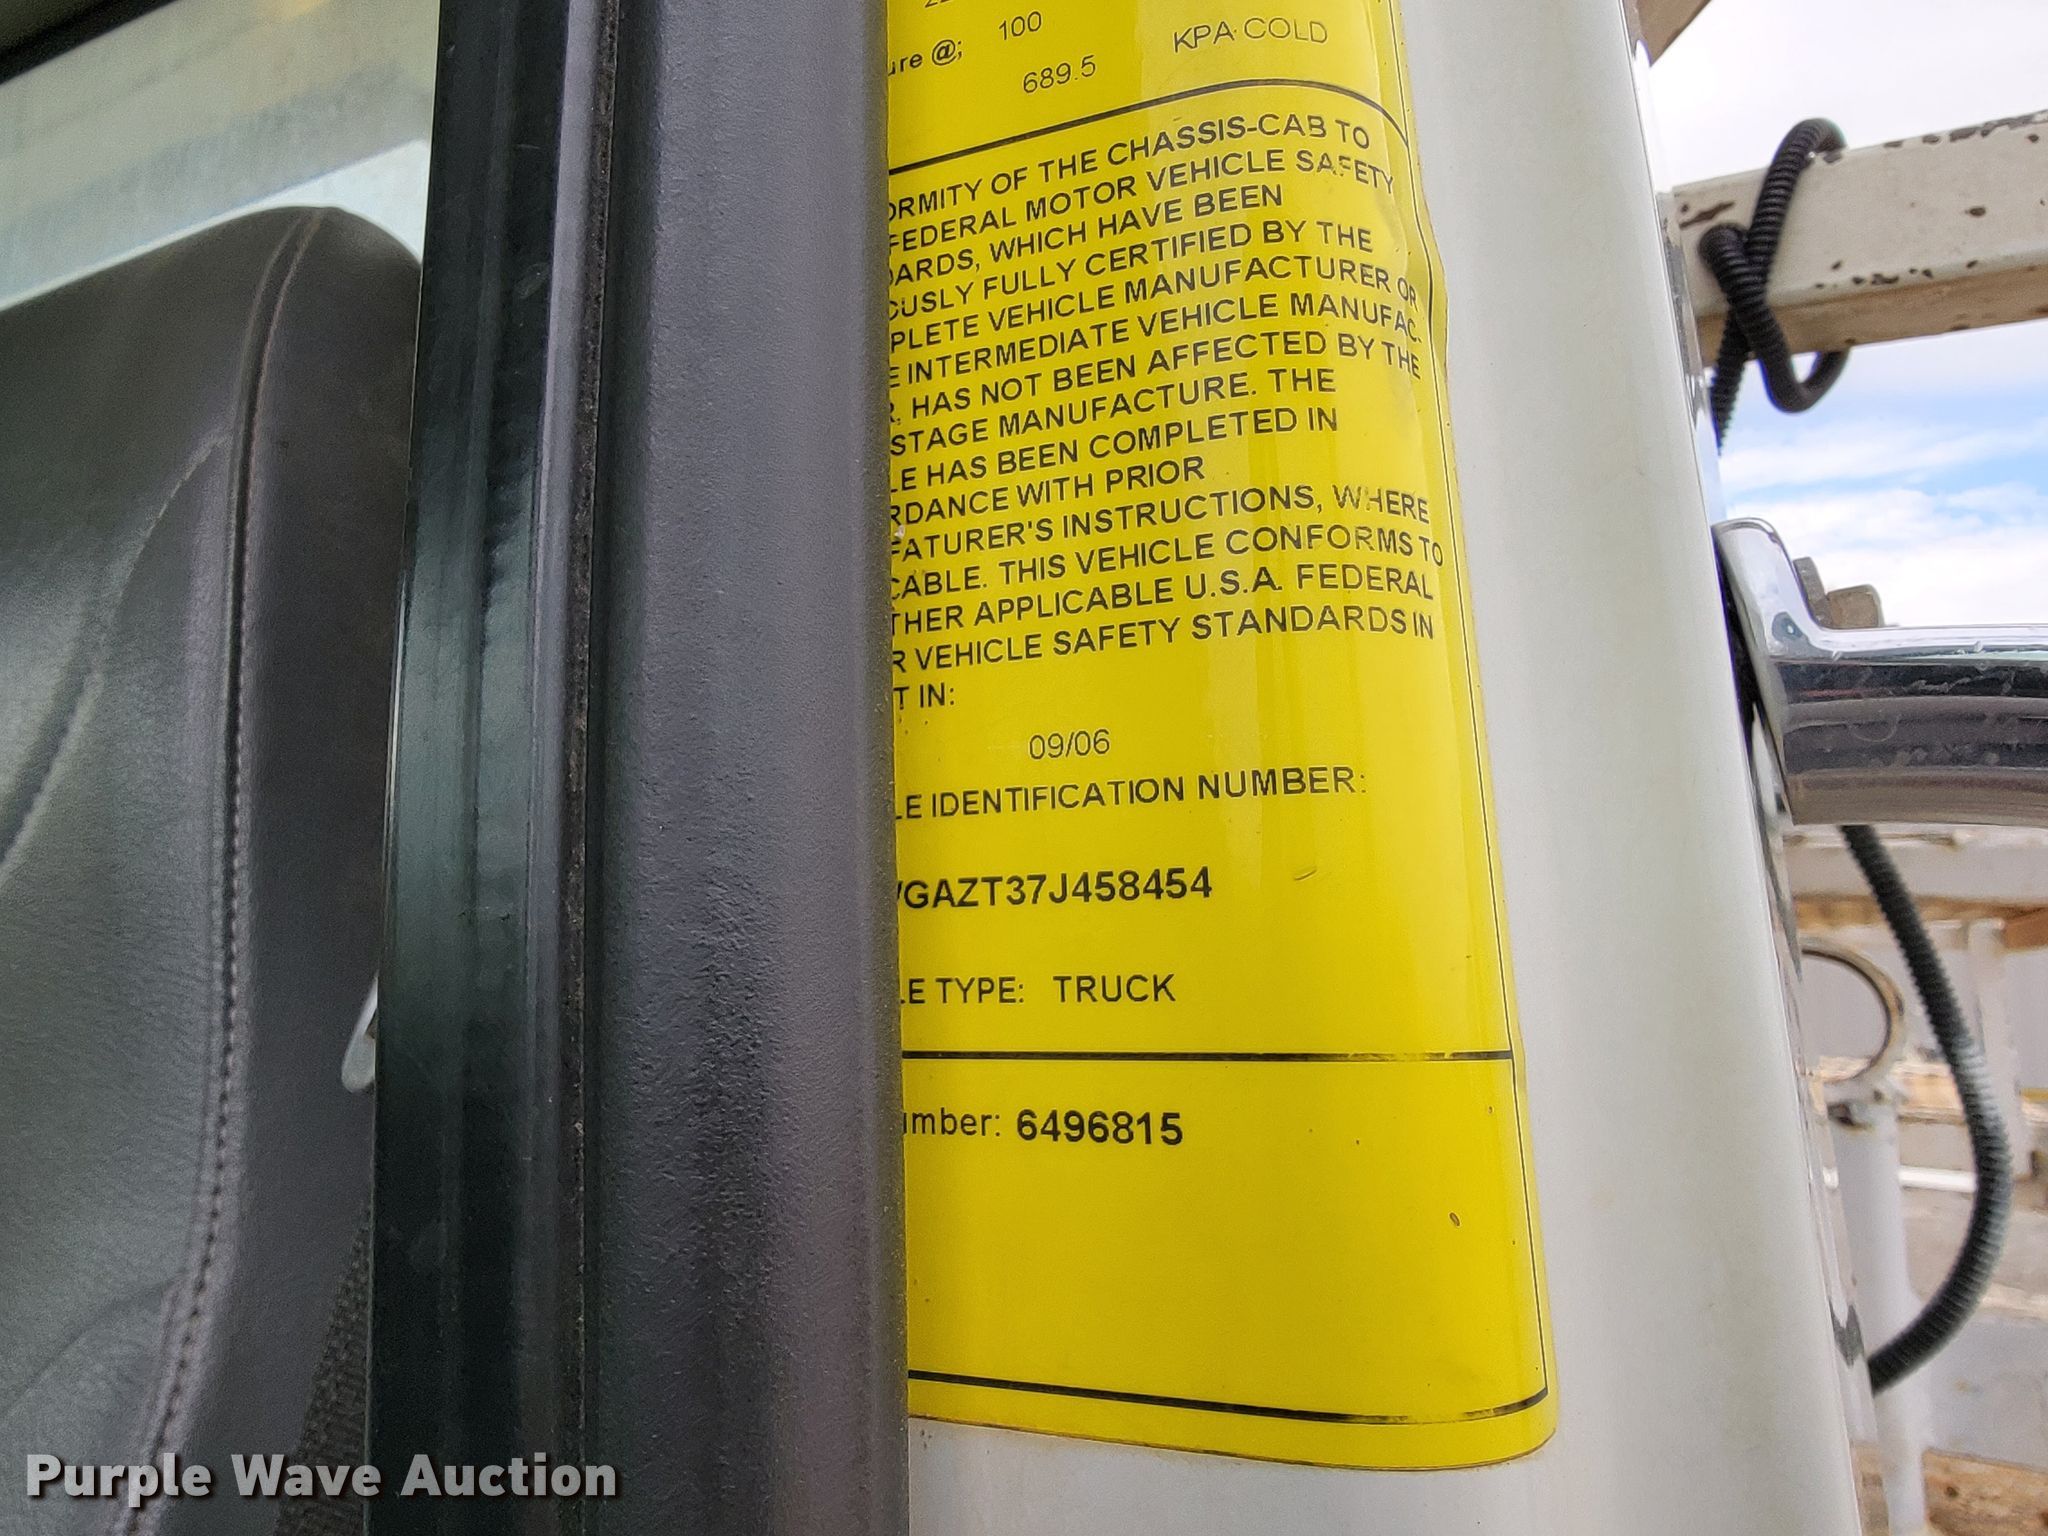 100
ure @;
KPA COLD
689.5
ORMITY OF THE CHASSIS-CAB TO
FEDERAL MOTOR VEHICLE SAFETY
DARDS, WHICH HAVE BEEN
OUSLY FULLY CERTIFIED BY THE
PLETE VEHICLE MANUFACTURER OR
E INTERMEDIATE VEHICLE MANUFAC.
R, HAS NOT BEEN AFFECTED BY THE
STAGE MANUFACTURE. THE
LE HAS BEEN COMPLETED IN
RDANCE WITH PRIOR
FATURER'S INSTRUCTIONS, WHERE
CABLE. THIS VEHICLE CONFORMS TO
THER APPLICABLE U.S.A. FEDERAL
R VEHICLE SAFETY STANDARDS IN
T IN:
09/06
LE IDENTIFICATION NUMBER:
VGAZT37J458454
LE TYPE: TRUCK
umber: 6496815
Purple Wave Auction